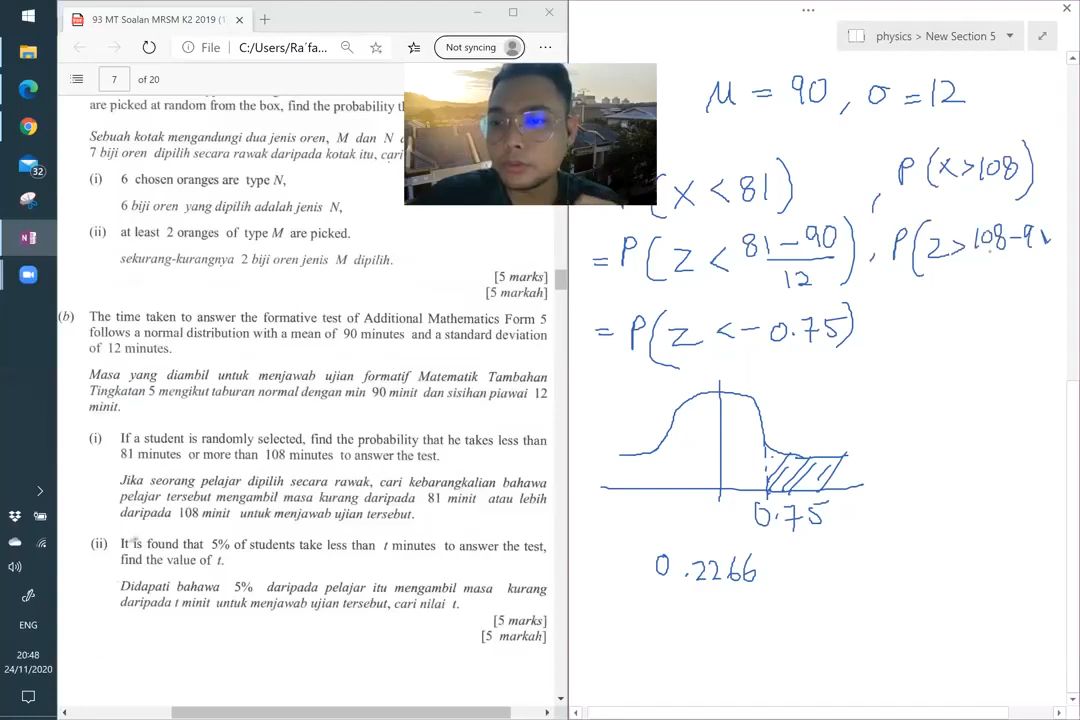 93 MT Soalan MRSM K2 2019 (1
File
C:/Users/Ra´fa...
Not syncing
7 of 20
physics > New Section 5
are picked at random from the box, find the probability th
Sebuah kotak mengandungi dua jenis oren, M dan N
7 biji oren dipilih secara rawak daripada kotak itu, cari
(i) 6 chosen oranges are type N,
6 biji oren yang dipilih adalah jenis N,
(ii) at least 2 oranges of type M are picked.
sekurang-kurangnya 2 biji oren jenis M dipilih.
[5 marks]
[5 markah]
(b) The time taken to answer the formative test of Additional Mathematics Form 5
follows a normal distribution with a mean of 90 minutes and a standard deviation
of 12 minutes.
Masa yang diambil untuk menjawab ujian formatif Matematik Tambahan
Tingkatan 5 mengikut taburan normal dengan min 90 minit dan sisihan piawai 12
minit.
(i) If a student is randomly selected, find the probability that he takes less than
81 minutes or more than 108 minutes to answer the test.
Jika seorang pelajar dipilih secara rawak, cari kebarangkalian bahawa
pelajar tersebut mengambil masa kurang daripada 81 minit atau lebih
daripada 108 minit untuk menjawab ujian tersebut.
(ii) It is found that 5% of students take less than t minutes to answer the test,
find the value of t.
Didapati bahawa 5% daripada pelajar itu mengambil masa kurang
daripada t minit untuk menjawab ujian tersebut, cari nilai t.
[5 marks]
[5 markah]
μ = 90, σ = 12
(x < 81) , P(x > 108)
= P(z < 81 - 90 / 12) , P(z > 108 - 9
= P(z < - 0.75)
0.75
0.2266
32
ENG
20:48
24/11/2020